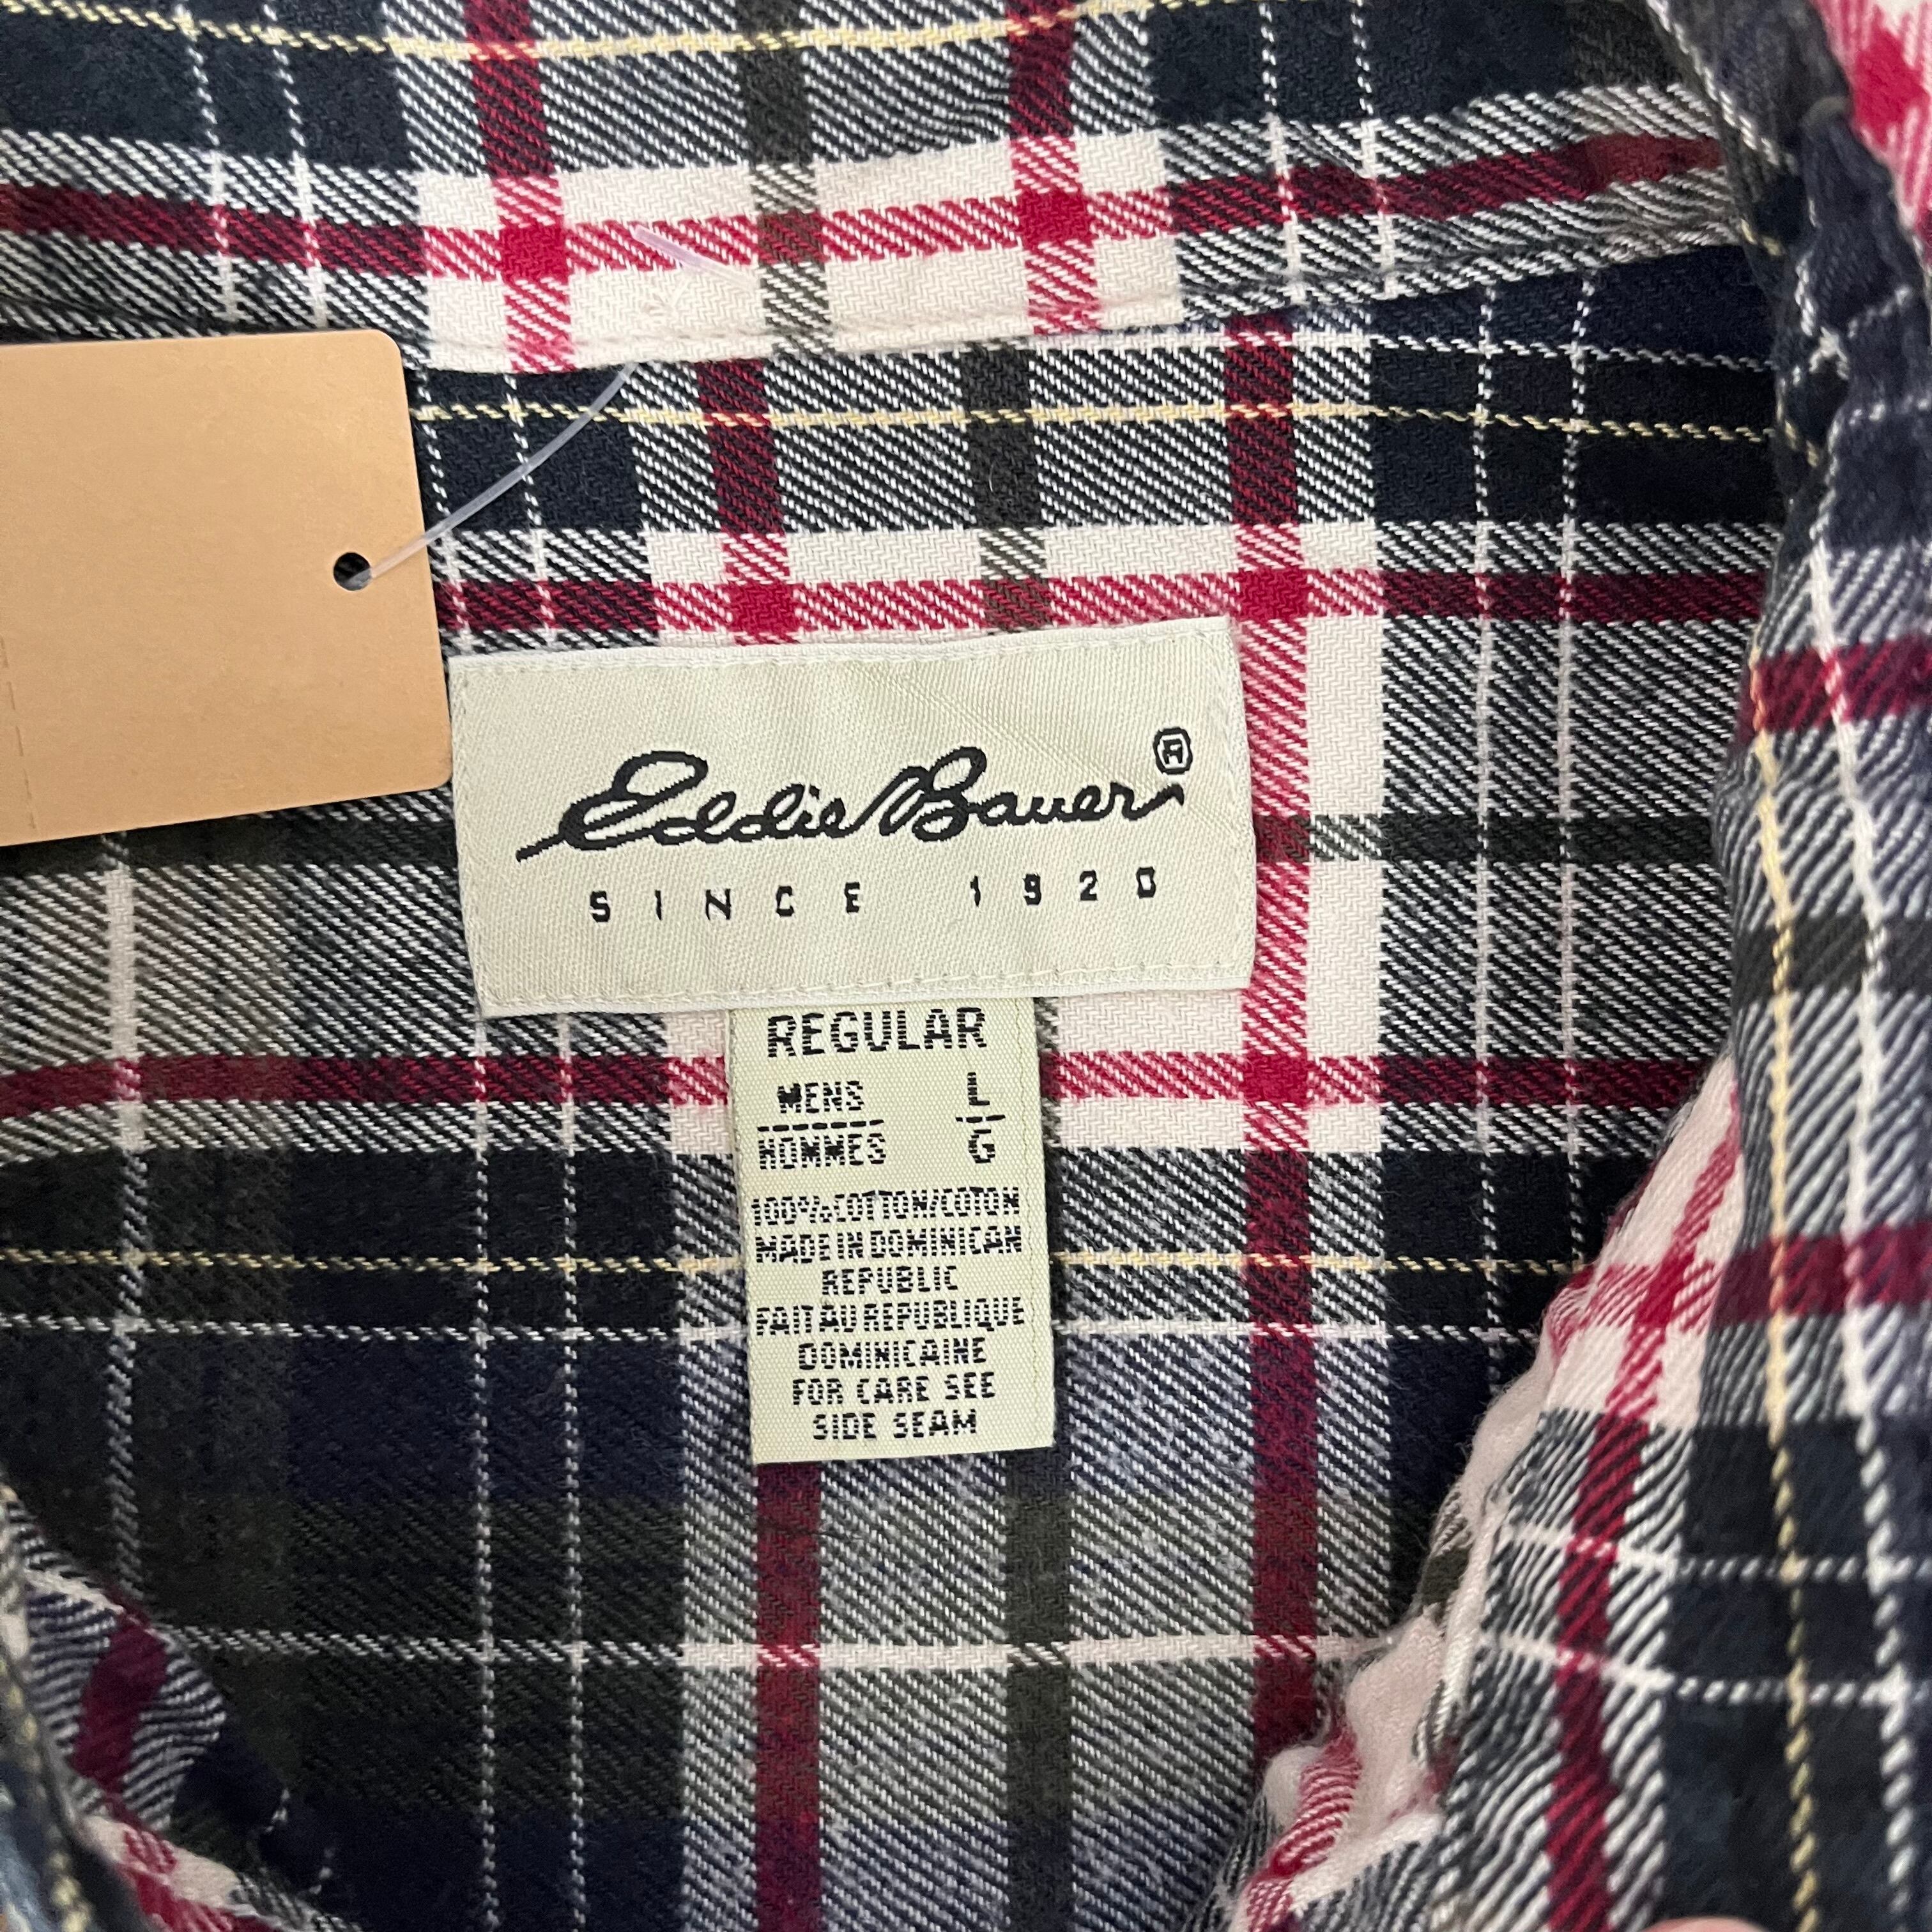 Eddie Bauer®
SINCE 1920
REGULAR
MENS L
HOMMES G
100% COTTON/COTON
MADE IN DOMINICAN
REPUBLIC
FAIT AU REPUBLIQUE
DOMINICAINE
FOR CARE SEE
SIDE SEAM